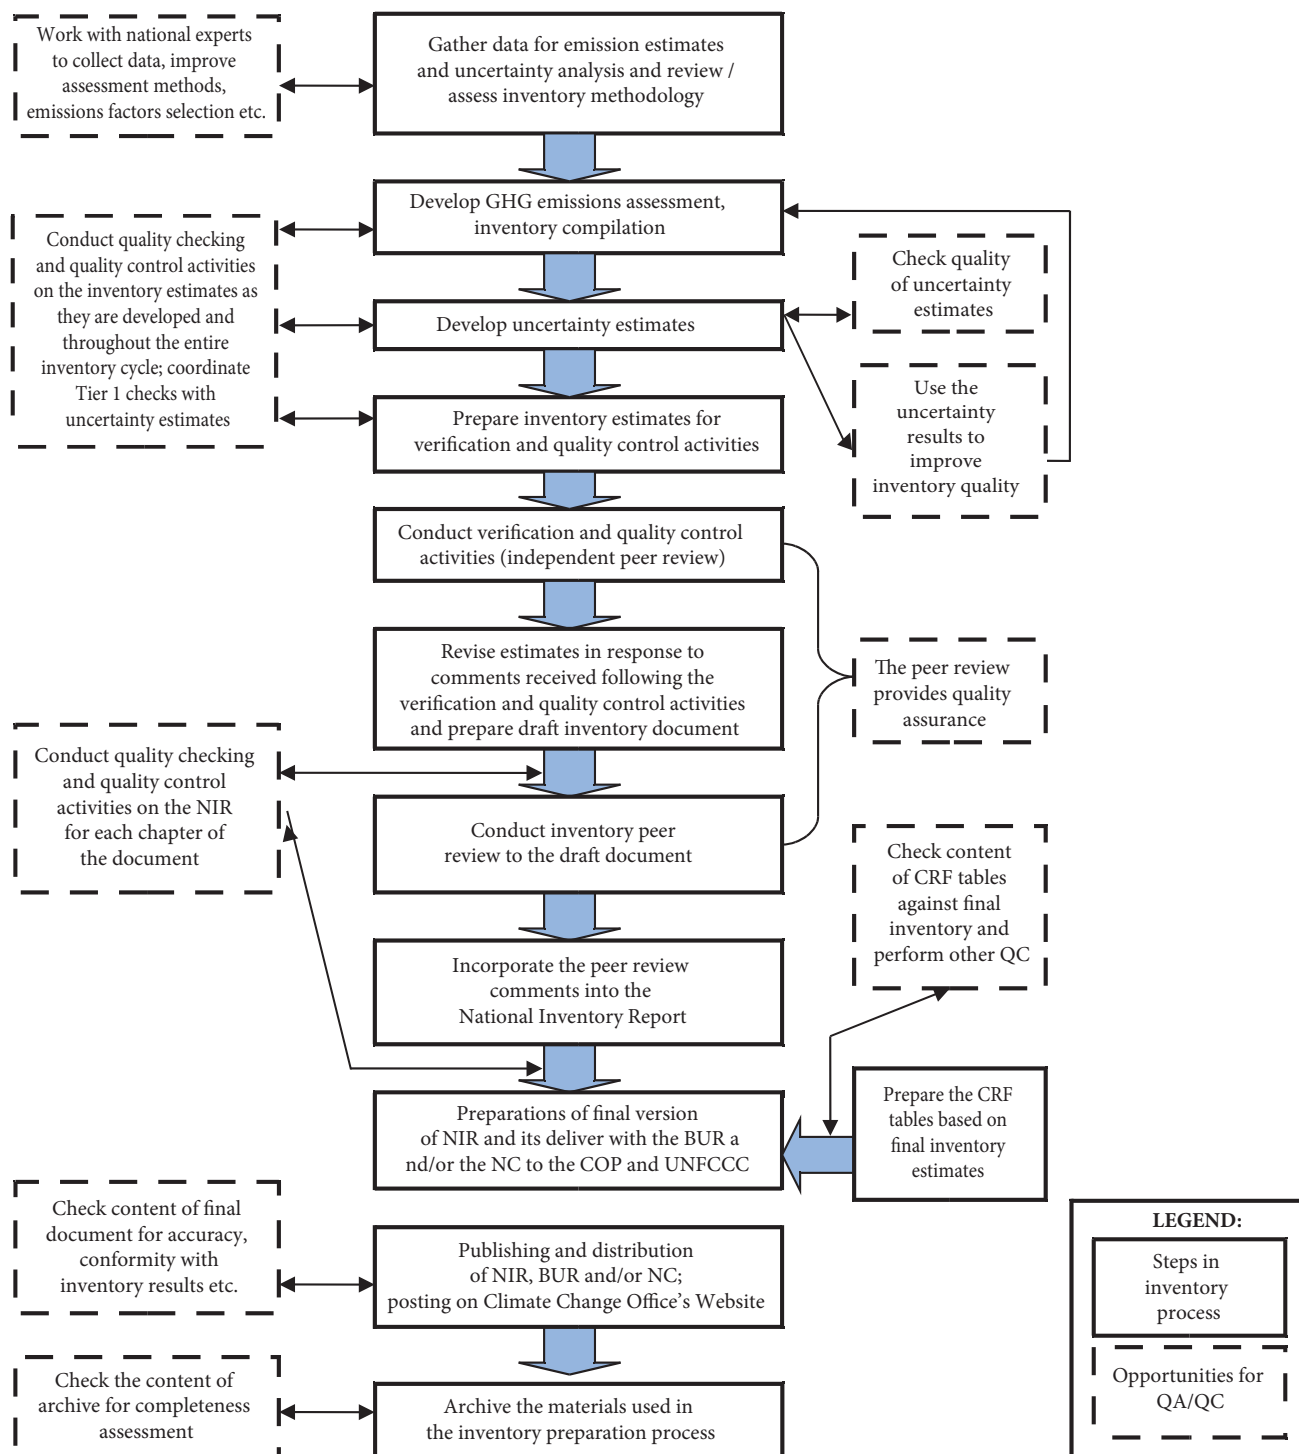 Work with national experts
to collect data, improve
assessment methods,
emissions factors selection etc.
Gather data for emission estimates
and uncertainty analysis and review /
assess inventory methodology
Develop GHG emissions assessment,
inventory compilation
Conduct quality checking
and quality control activities
on the inventory estimates as
they are developed and
throughout the entire
inventory cycle; coordinate
Tier 1 checks with
uncertainty estimates
Check quality
of uncertainty
estimates
Develop uncertainty estimates
Use the
uncertainty
results to
improve
inventory quality
Prepare inventory estimates for
verification and quality control activities
Conduct verification and quality control
activities (independent peer review)
Revise estimates in response to
comments received following the
verification and quality control activities
and prepare draft inventory document
The peer review
provides quality
assurance
Conduct quality checking
and quality control
activities on the NIR
for each chapter of
the document
Conduct inventory peer
review to the draft document
Check content
of CRF tables
against final
inventory and
perform other QC
Incorporate the peer review
comments into the
National Inventory Report
Preparations of final version
of NIR and its deliver with the BUR a
nd/or the NC to the COP and UNFCCC
Prepare the CRF
tables based on
final inventory
estimates
Check content of final
document for accuracy,
conformity with
inventory results etc.
Publishing and distribution
of NIR, BUR and/or NC;
posting on Climate Change Office's Website
Check the content of
archive for completeness
assessment
Archive the materials used in
the inventory preparation process
LEGEND:
Steps in
inventory
process
Opportunities for
QA/QC